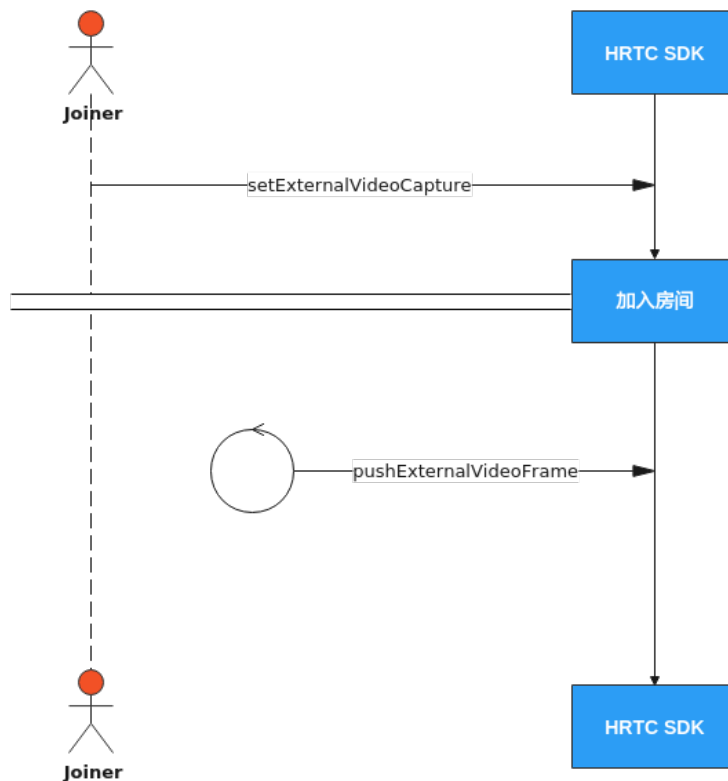 HRTC SDK
Joiner
setExternalVideoCapture
加入房间
pushExternalVideoFrame
HRTC SDK
Joiner